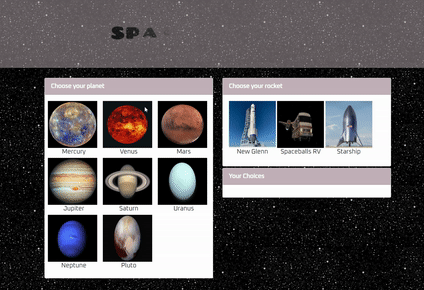 SPA
Choose your planet
Mercury Venus Mars
Jupiter Saturn Uranus
Neptune Pluto
Choose your rocket
New Glenn Spaceballs RV Starship
Your Choices